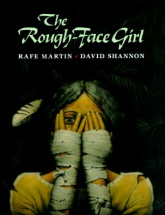 The
Rough-Face Girl
RAFE MARTIN · DAVID SHANNON